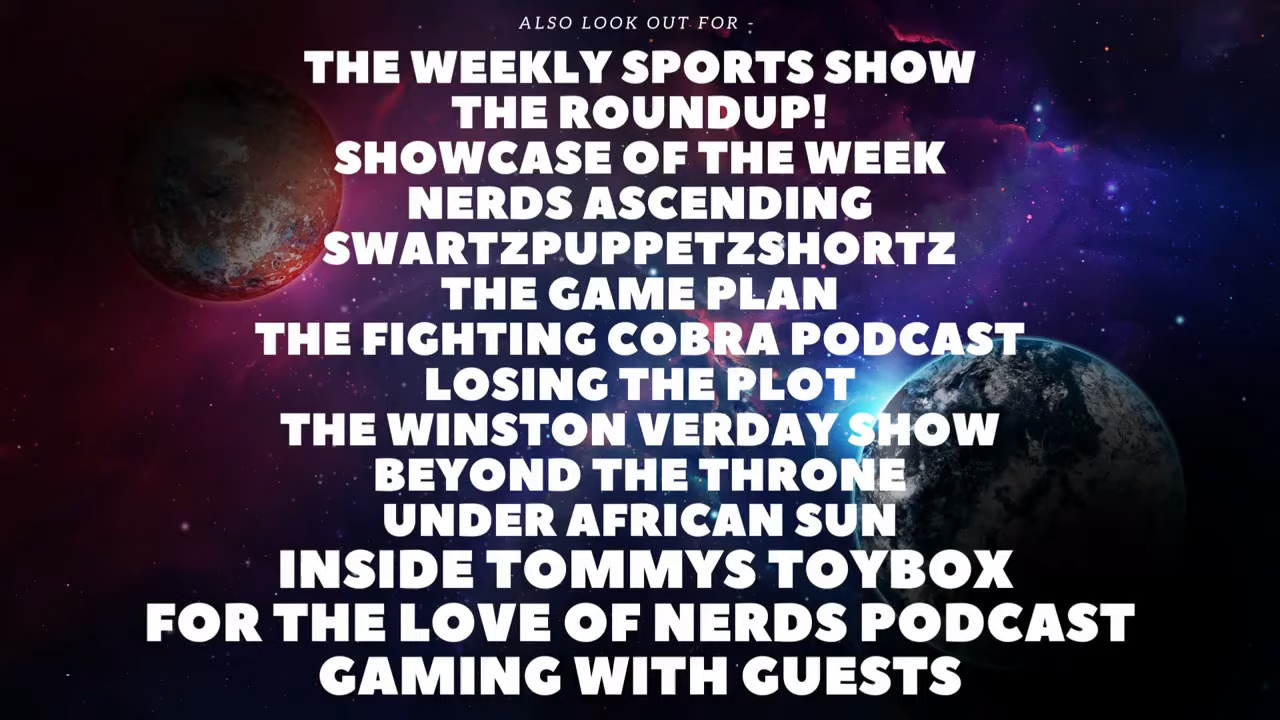 ALSO LOOK OUT FOR -
THE WEEKLY SPORTS SHOW
THE ROUNDUP!
SHOWCASE OF THE WEEK
NERDS ASCENDING
SWARTZPUPPETZSHORTZ
THE GAME PLAN
THE FIGHTING COBRA PODCAST
LOSING THE PLOT
THE WINSTON VERDAY SHOW
BEYOND THE THRONE
UNDER AFRICAN SUN
INSIDE TOMMYS TOYBOX
FOR THE LOVE OF NERDS PODCAST
GAMING WITH GUESTS